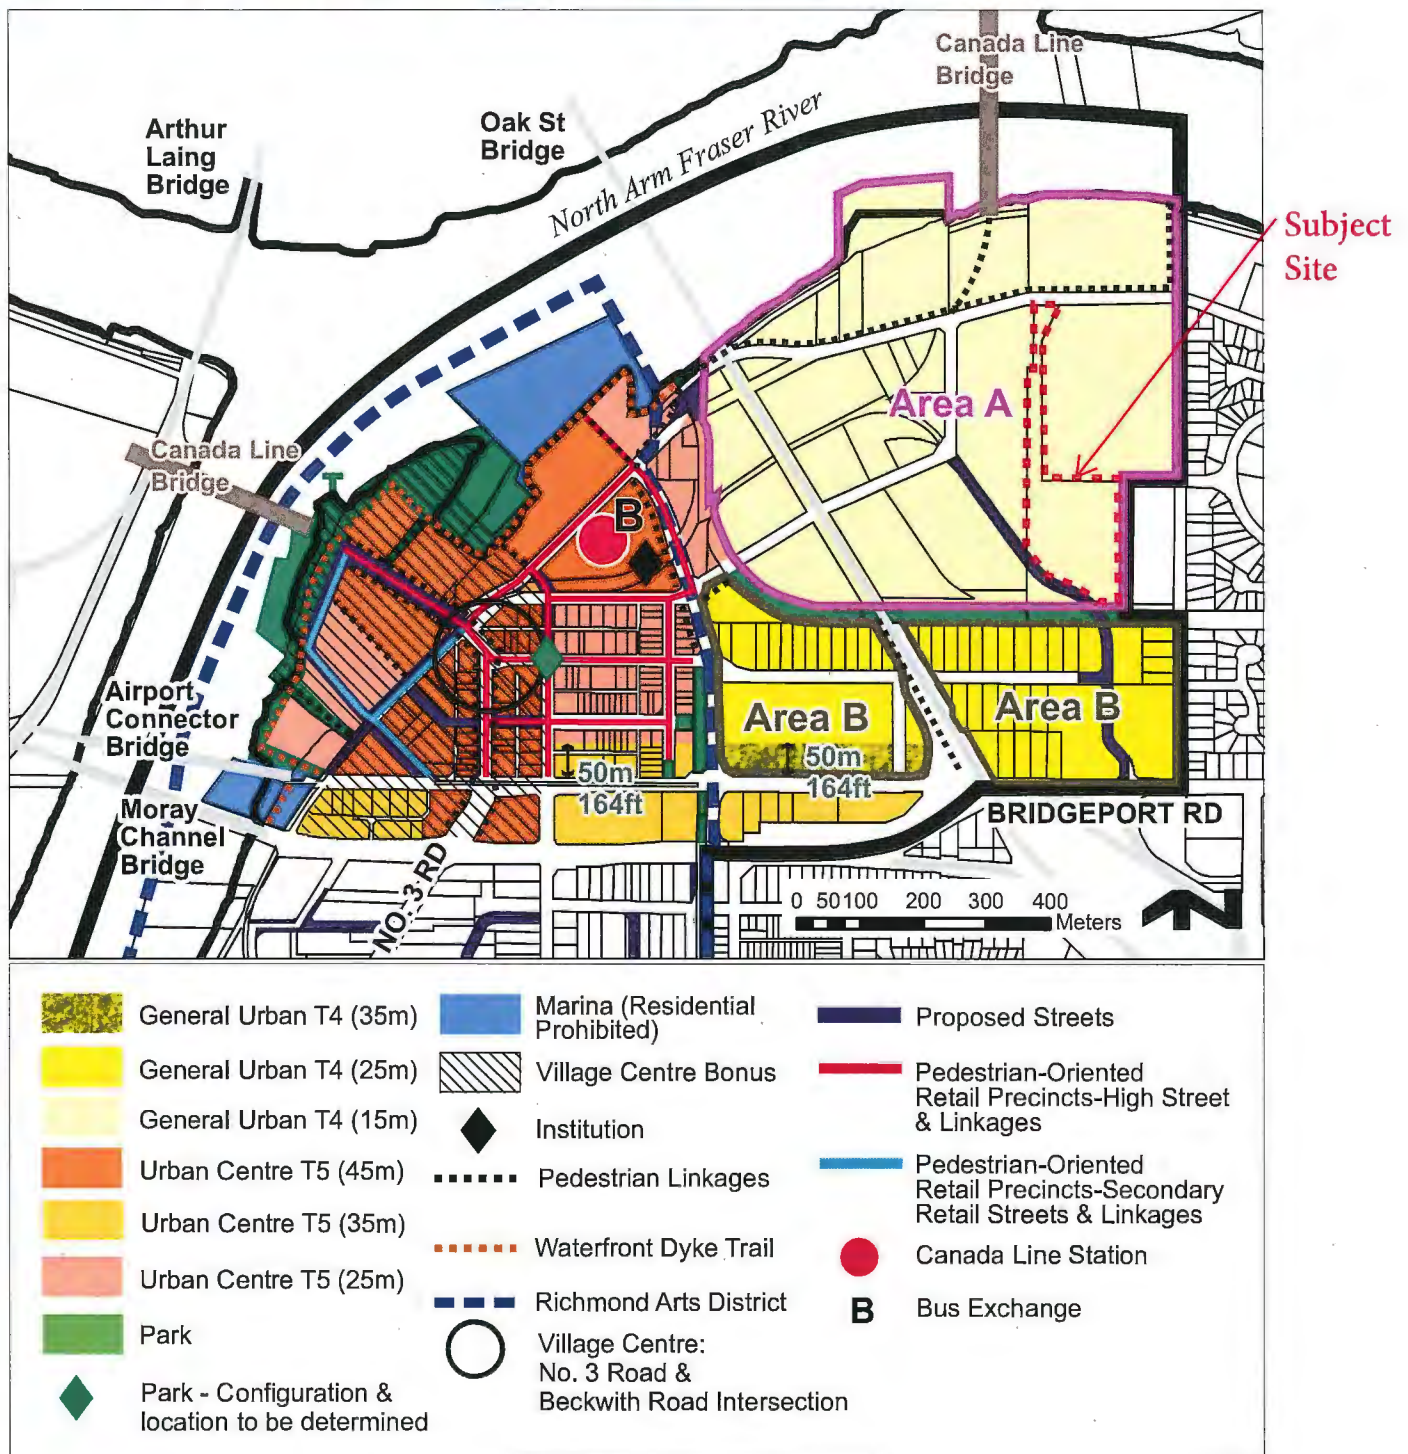 Canada Line
Bridge
Arthur
Laing
Bridge
Oak St
Bridge
North Arm Fraser River
Subject
Site
Area A
Canada Line
Bridge
B
Airport
Connector
Bridge
Area B
Area B
50m
164ft
50m
164ft
Moray
Channel
Bridge
BRIDGEPORT RD
NO. 3 RD
0 50 100 200 300 400
Meters
General Urban T4 (35m)
General Urban T4 (25m)
General Urban T4 (15m)
Urban Centre T5 (45m)
Urban Centre T5 (35m)
Urban Centre T5 (25m)
Park
Park - Configuration &
location to be determined
Marina (Residential
Prohibited)
Village Centre Bonus
Institution
Pedestrian Linkages
Waterfront Dyke Trail
Richmond Arts District
Village Centre:
No. 3 Road &
Beckwith Road Intersection
Proposed Streets
Pedestrian-Oriented
Retail Precincts-High Street
& Linkages
Pedestrian-Oriented
Retail Precincts-Secondary
Retail Streets & Linkages
Canada Line Station
B Bus Exchange